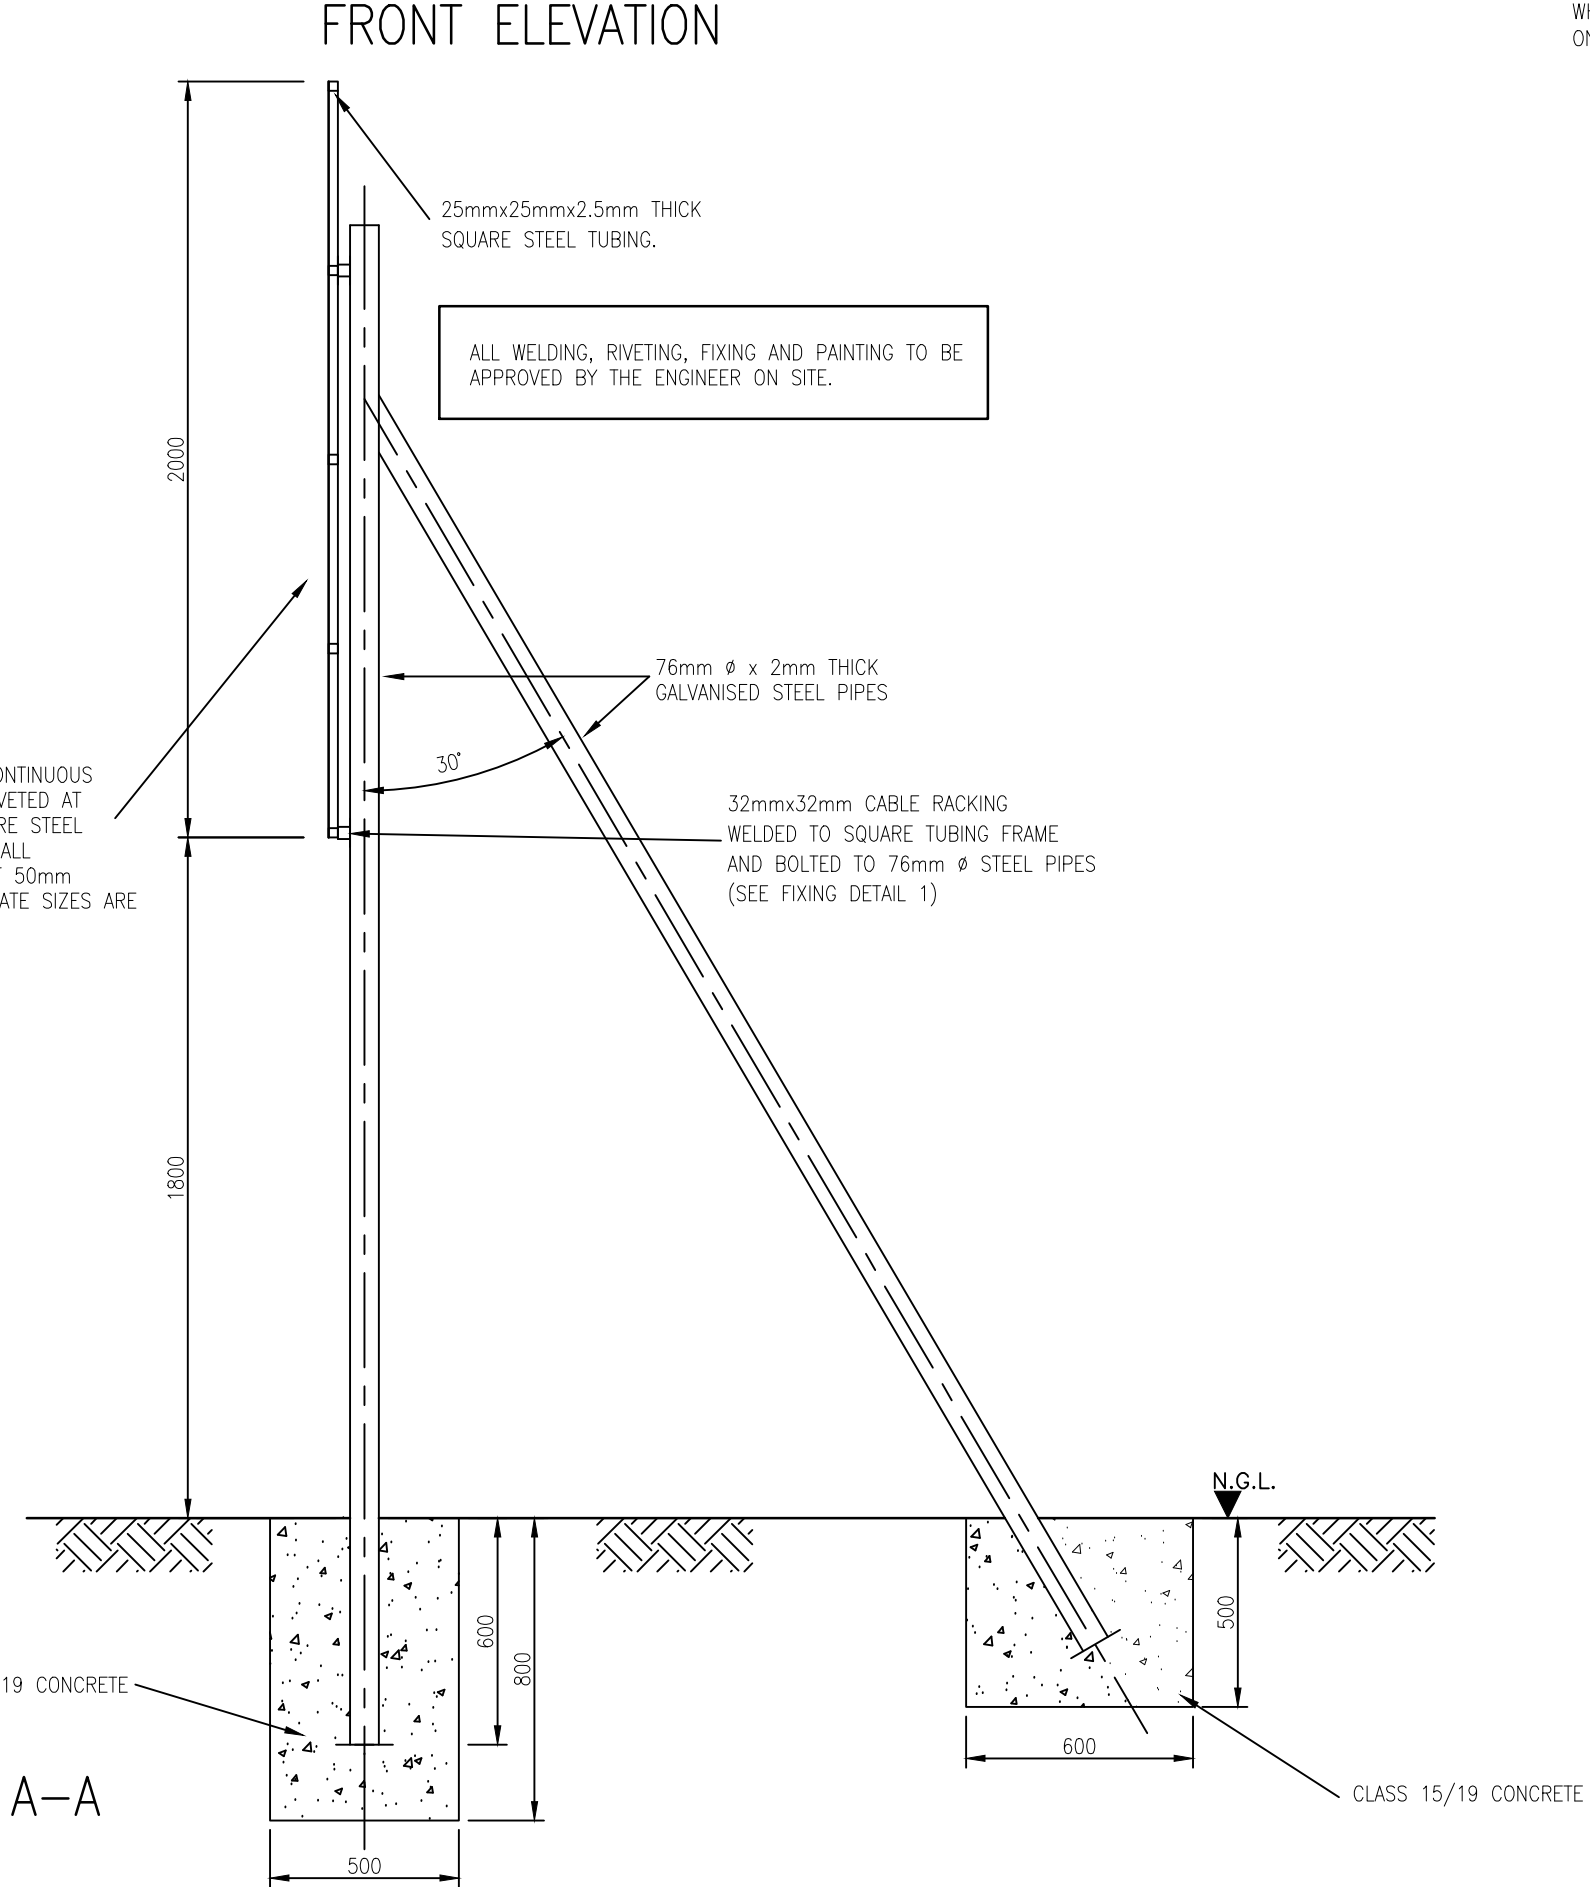 FRONT ELEVATION
ON
25mmx25mmx2.5mm THICK
SQUARE STEEL TUBING.
ALL WELDING, RIVETING, FIXING AND PAINTING TO BE
APPROVED BY THE ENGINEER ON SITE.
2000
76mm ø x 2mm THICK
GALVANISED STEEL PIPES
30°
ONTINUOUS
VETED AT
RE STEEL
ALL
50mm
ATE SIZES ARE
32mmx32mm CABLE RACKING
WELDED TO SQUARE TUBING FRAME
AND BOLTED TO 76mm ø STEEL PIPES
(SEE FIXING DETAIL 1)
1800
N.G.L.
600
800
500
19 CONCRETE
600
CLASS 15/19 CONCRETE
A-A
500